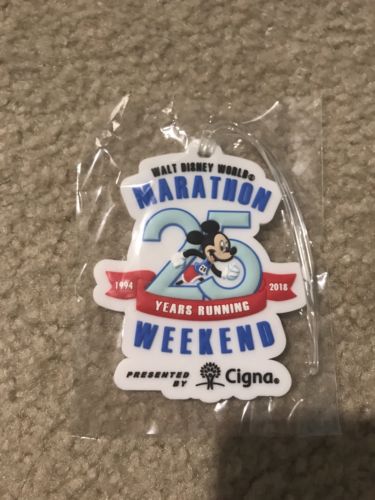 WALT DISNEY WORLD®
MARATHON
25
1994 YEARS RUNNING 2018
WEEKEND
PRESENTED BY Cigna®